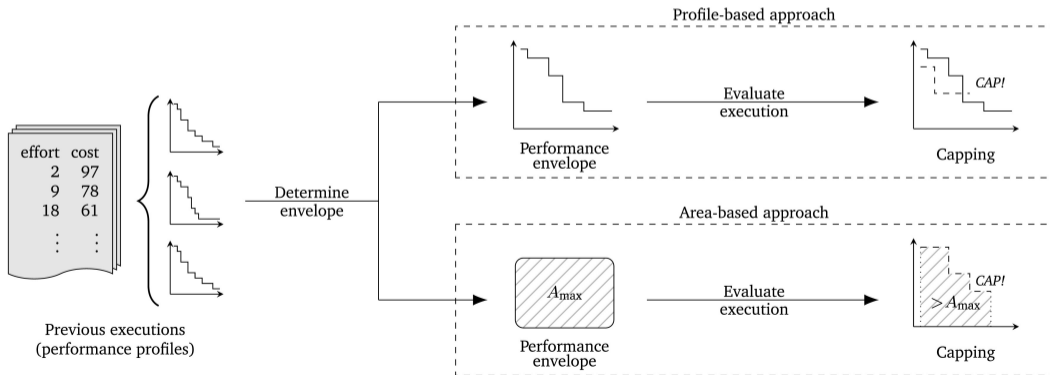 Profile-based approach
effort cost
2 97
9 78
18 61
⋮ ⋮
Previous executions
(performance profiles)
Determine
envelope
Performance
envelope
Evaluate
execution
CAP!
Capping
Area-based approach
A_max
Performance
envelope
Evaluate
execution
CAP!
> A_max
Capping